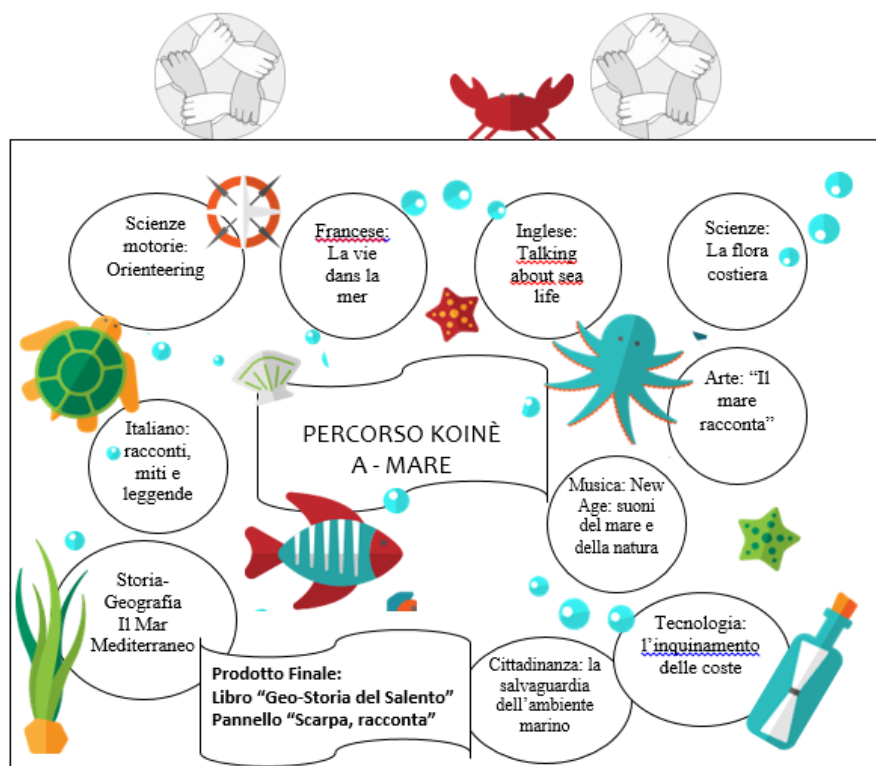 Scienze
motorie:
Orienteering
Francese:
La vie
dans la
mer
Inglese:
Talking
about sea
life
Scienze:
La flora
costiera
Arte: “Il
mare
racconta”
PERCORSO KOINÈ
A - MARE
Italiano:
racconti,
miti e
leggende
Musica: New
Age: suoni
del mare e
della natura
Storia-
Geografia
Il Mar
Mediterraneo
Tecnologia:
l’inquinamento
delle coste
Cittadinanza: la
salvaguardia
dell’ambiente
marino
Prodotto Finale:
Libro “Geo-Storia del Salento”
Pannello “Scarpa, racconta”